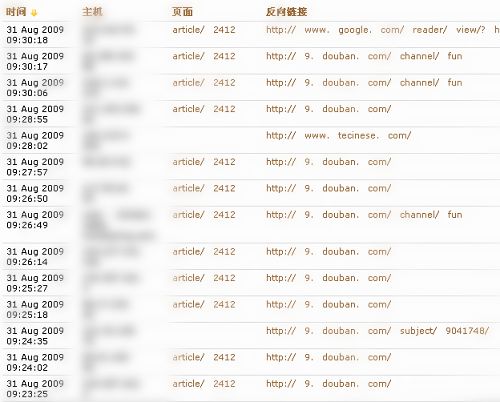 时间 主机 页面 反向链接
31 Aug 2009 article/ 2412 http:// www. google. com/ reader/ view/? h
09:30:18
31 Aug 2009 article/ 2412 http:// 9. douban. com/ channel/ fun
09:30:17
31 Aug 2009 article/ 2412 http:// 9. douban. com/ channel/ fun
09:30:06
31 Aug 2009 article/ 2412 http:// 9. douban. com/
09:28:55
31 Aug 2009 http:// www. tecinese. com/
09:28:02
31 Aug 2009 article/ 2412 http:// 9. douban. com/
09:27:57
31 Aug 2009 article/ 2412 http:// 9. douban. com/
09:26:50
31 Aug 2009 article/ 2412 http:// 9. douban. com/ channel/ fun
09:26:49
31 Aug 2009 article/ 2412 http:// 9. douban. com/
09:26:14
31 Aug 2009 article/ 2412 http:// 9. douban. com/
09:25:27
31 Aug 2009 article/ 2412 http:// 9. douban. com/
09:25:18
31 Aug 2009 http:// 9. douban. com/ subject/ 9041748/
09:24:35
31 Aug 2009 article/ 2412 http:// 9. douban. com/
09:24:02
31 Aug 2009 article/ 2412 http:// 9. douban. com/
09:23:25